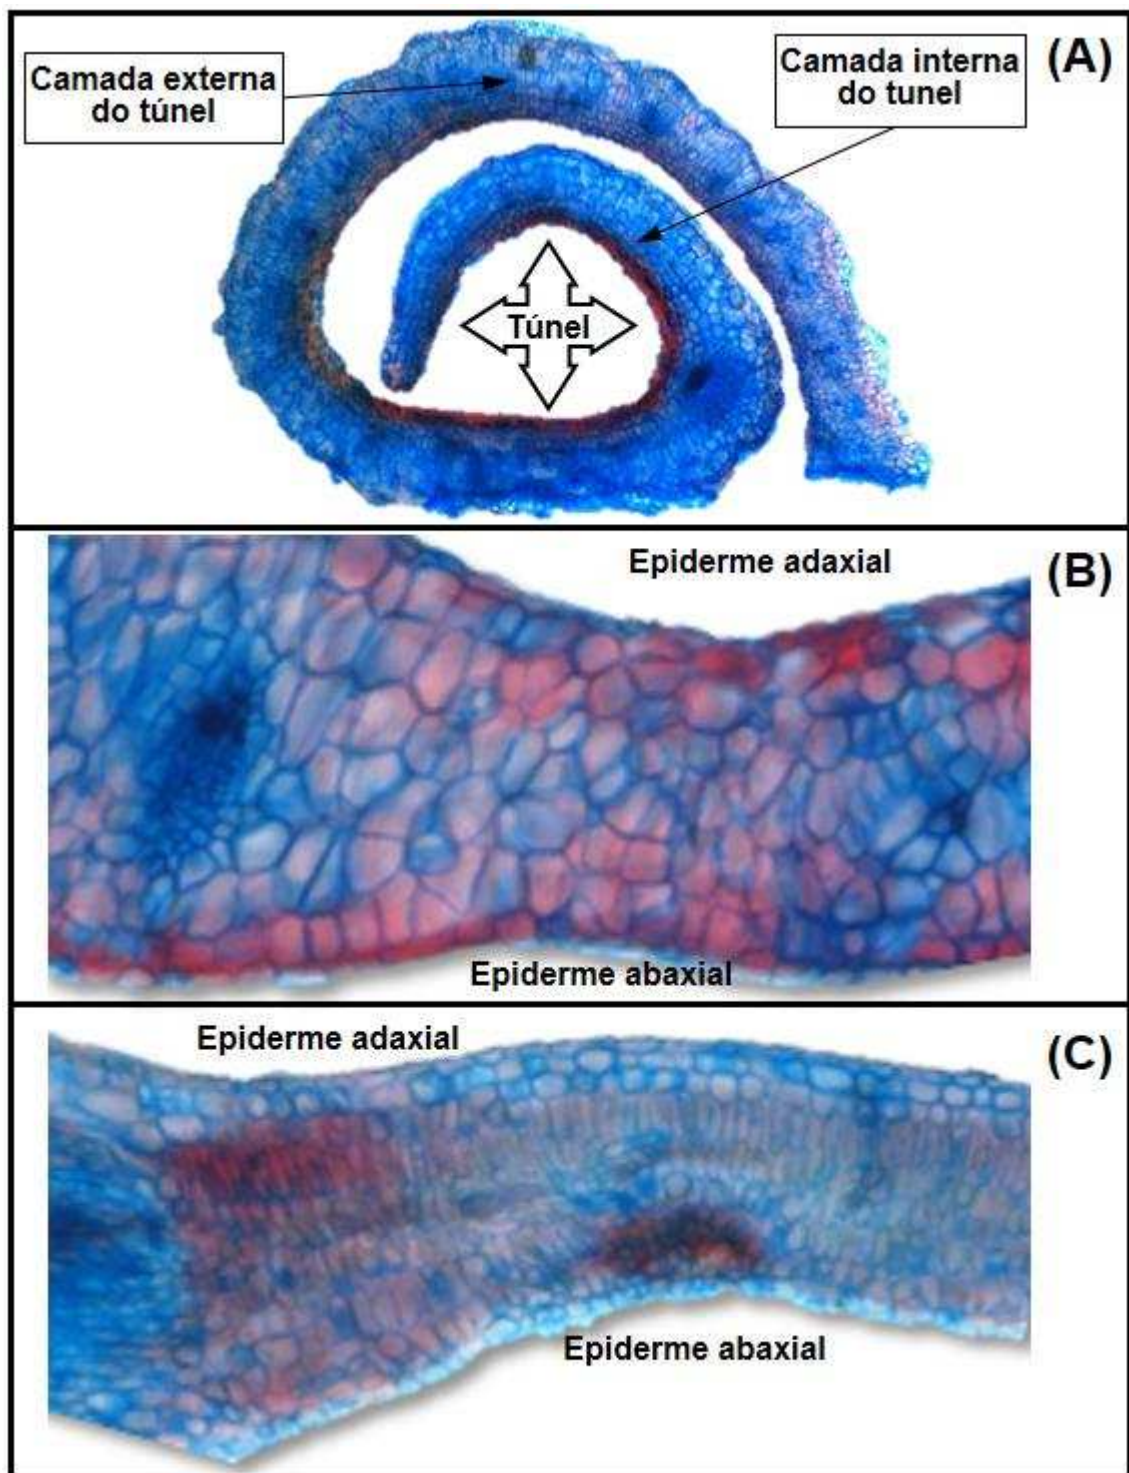 Camada externa
do túnel
Camada interna
do tunel
(A)
Túnel
Epiderme adaxial
(B)
Epiderme abaxial
Epiderme adaxial
(C)
Epiderme abaxial